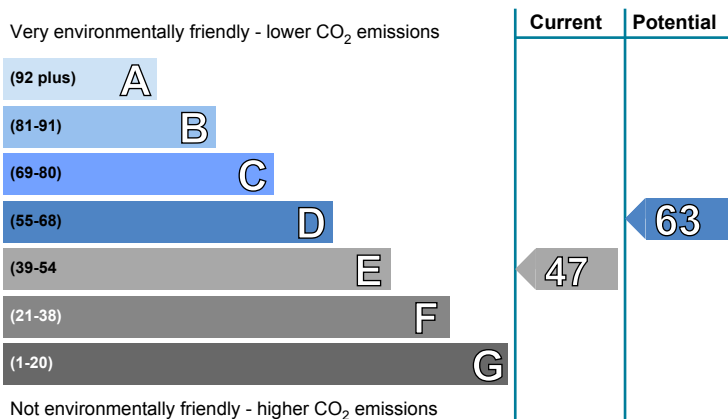 Current Potential
Very environmentally friendly - lower CO2 emissions
(92 plus) A
(81-91) B
(69-80) C
(55-68) D
63
(39-54 E
47
(21-38) F
(1-20) G
Not environmentally friendly - higher CO2 emissions